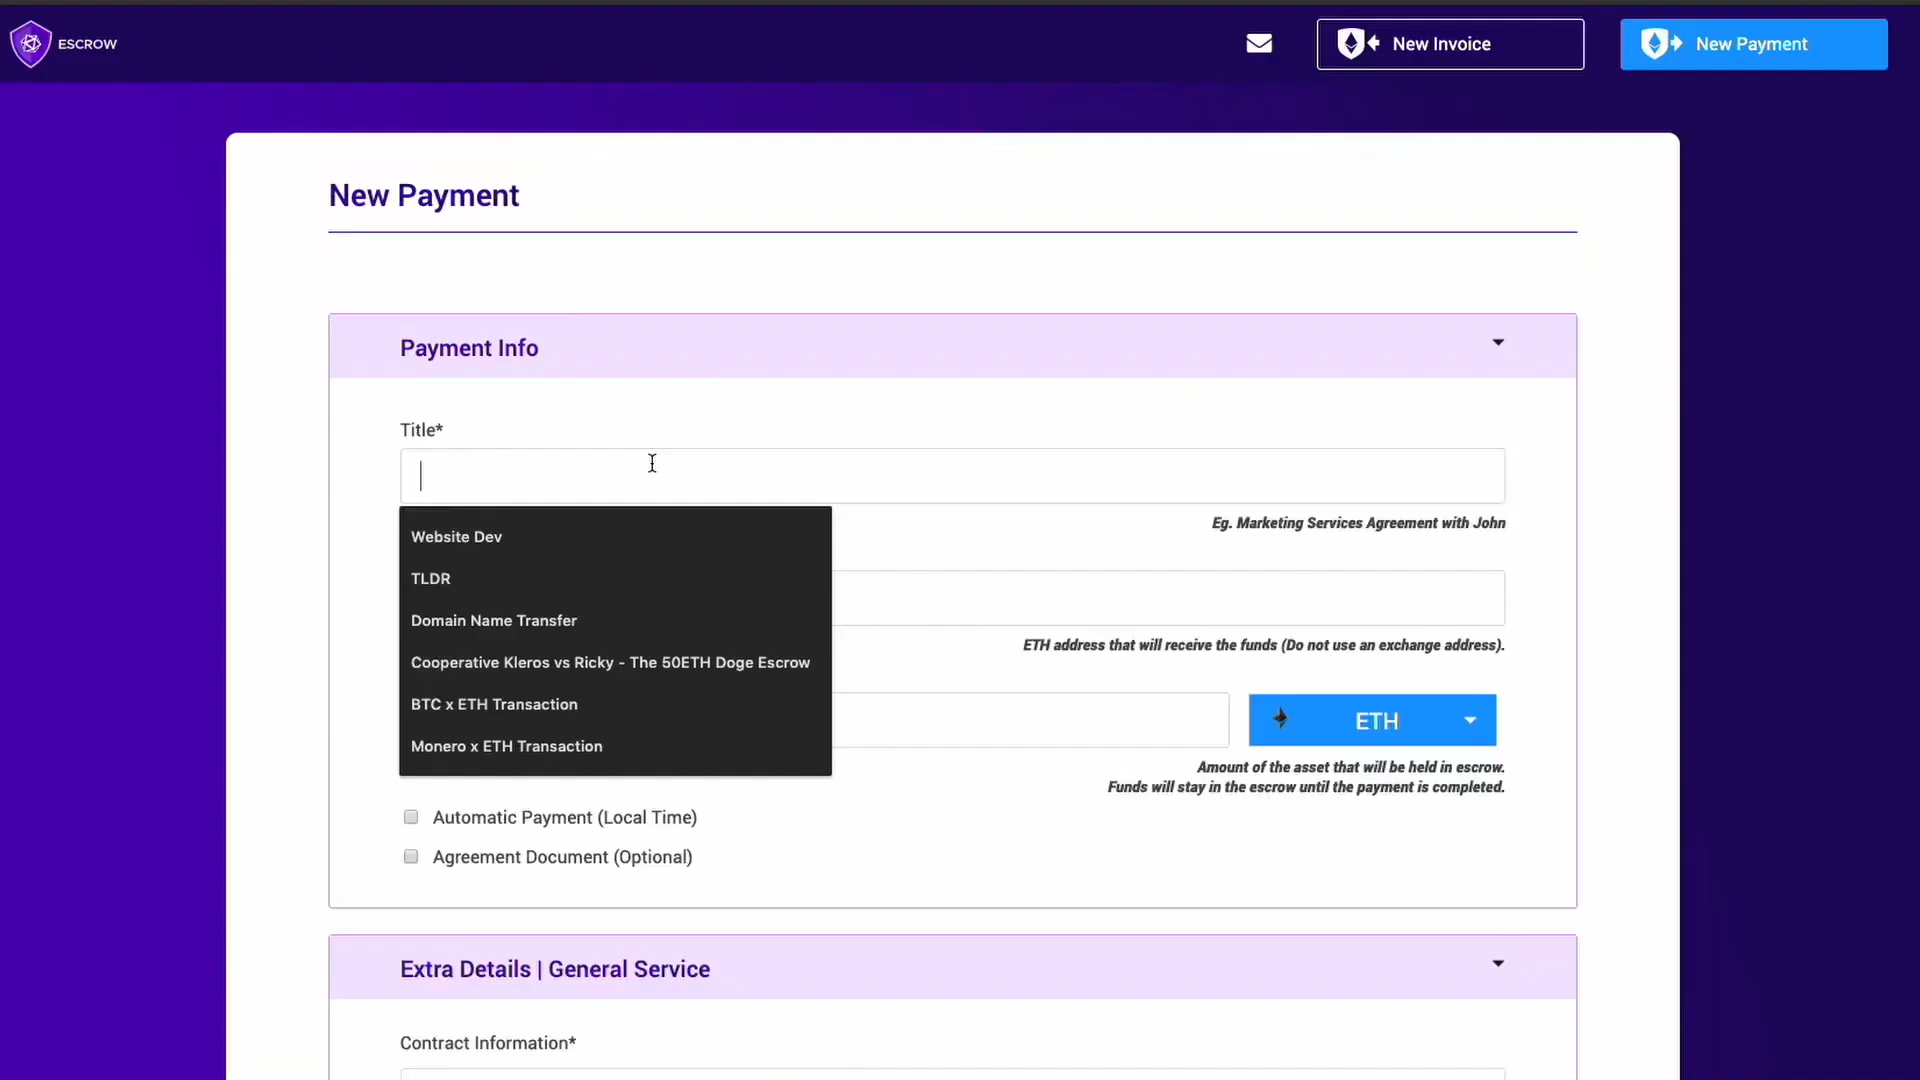 ESCROW
New Invoice
New Payment
New Payment
Payment Info
Title*
Eg. Marketing Services Agreement with John
Website Dev
TLDR
Domain Name Transfer
Cooperative Kleros vs Ricky - The 50ETH Doge Escrow
BTC x ETH Transaction
Monero x ETH Transaction
ETH address that will receive the funds (Do not use an exchange address).
ETH
Amount of the asset that will be held in escrow.
Funds will stay in the escrow until the payment is completed.
Automatic Payment (Local Time)
Agreement Document (Optional)
Extra Details | General Service
Contract Information*